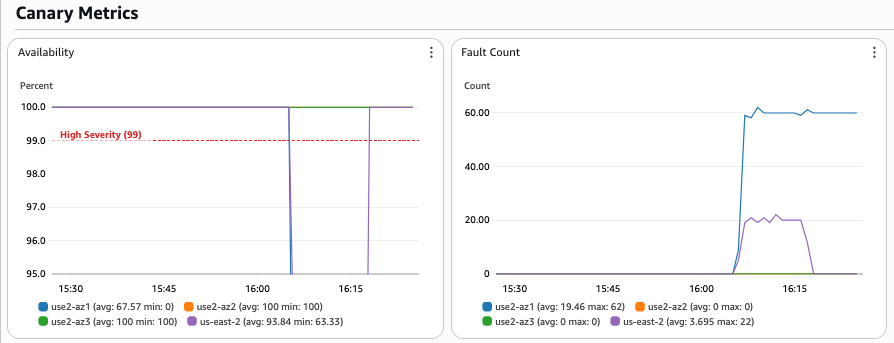 Canary Metrics
Availability
Percent
100.0
High Severity (99)
99.0
98.0
97.0
96.0
95.0
15:30 15:45 16:00 16:15
use2-az1 (avg: 67.57 min: 0) use2-az2 (avg: 100 min: 100)
use2-az3 (avg: 100 min: 100) us-east-2 (avg: 93.84 min: 63.33)
Fault Count
Count
60.00
40.00
20.00
0
15:30 15:45 16:00 16:15
use2-az1 (avg: 19.46 max: 62) use2-az2 (avg: 0 max: 0)
use2-az3 (avg: 0 max: 0) us-east-2 (avg: 3.695 max: 22)